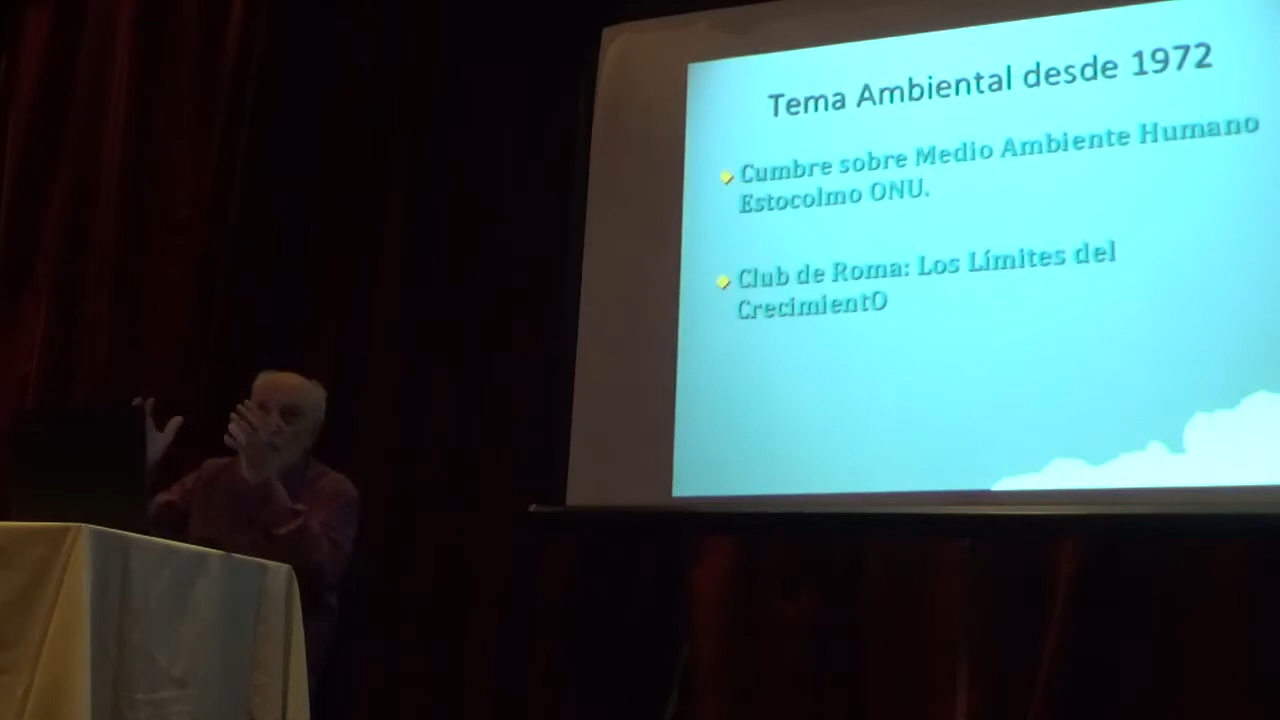 Tema Ambiental desde 1972
Cumbre sobre Medio Ambiente Humano
Estocolmo ONU.
Club de Roma: Los Límites del
CrecimientO